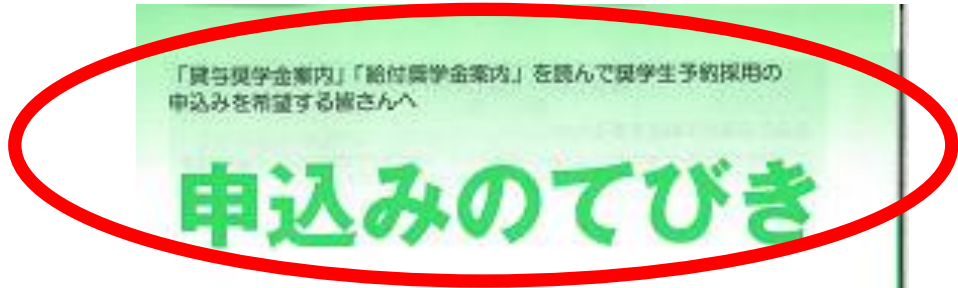 「貸与奨学金案内」「給付奨学金案内」を読んで奨学生予約採用の
申込みを希望する皆さんへ
申込みのてびき